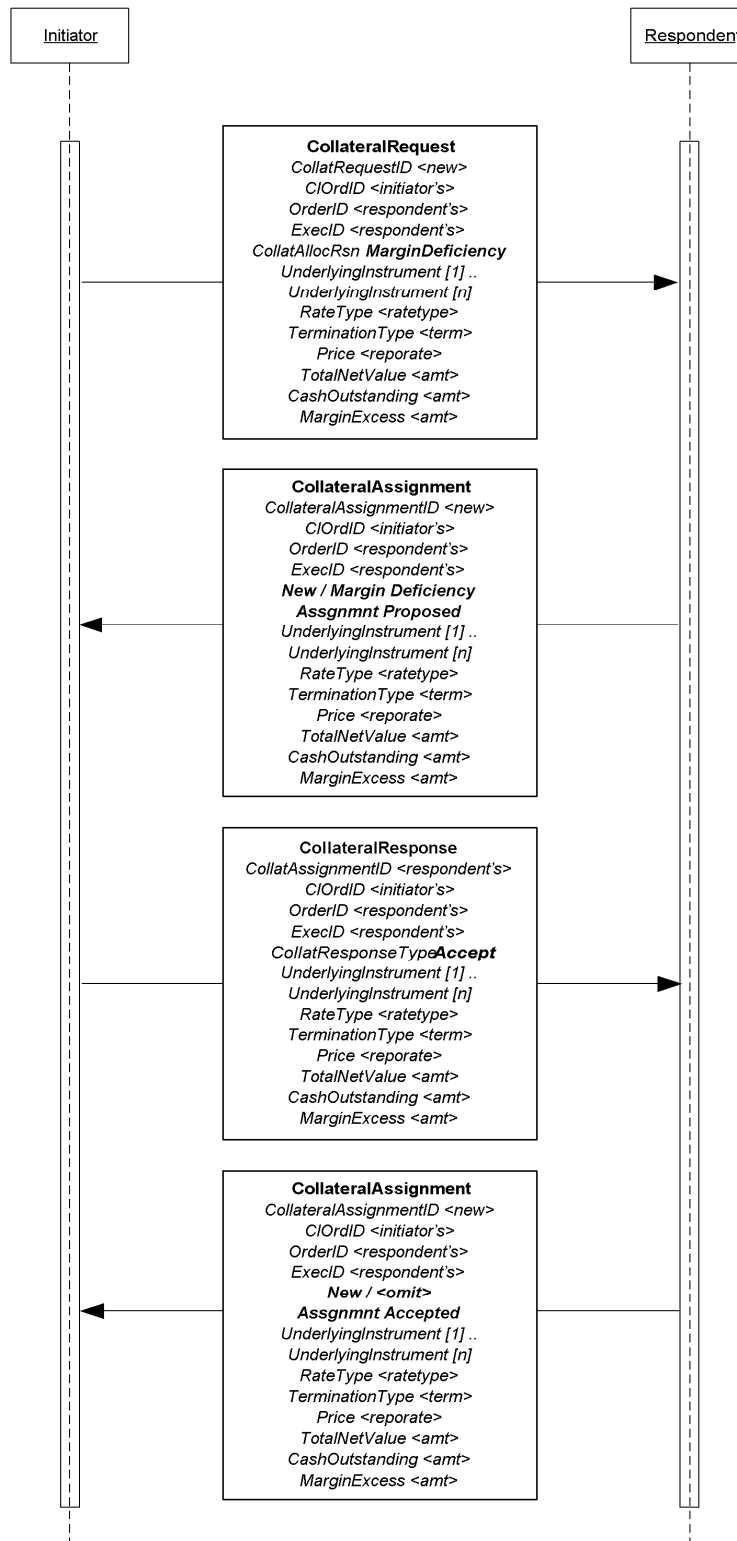 Initiator
Respondent
CollateralRequest
CollatRequestID <new>
ClOrdID <initiator's>
OrderID <respondent's>
ExecID <respondent's>
CollatAllocRsn MarginDeficiency
UnderlyingInstrument [1] ..
UnderlyingInstrument [n]
RateType <ratetype>
TerminationType <term>
Price <reporate>
TotalNetValue <amt>
CashOutstanding <amt>
MarginExcess <amt>
CollateralAssignment
CollateralAssignmentID <new>
ClOrdID <initiator's>
OrderID <respondent's>
ExecID <respondent's>
New / Margin Deficiency
Assgnmnt Proposed
UnderlyingInstrument [1] ..
UnderlyingInstrument [n]
RateType <ratetype>
TerminationType <term>
Price <reporate>
TotalNetValue <amt>
CashOutstanding <amt>
MarginExcess <amt>
CollateralResponse
CollatAssignmentID <respondent's>
ClOrdID <initiator's>
OrderID <respondent's>
ExecID <respondent's>
CollatResponseType Accept
UnderlyingInstrument [1] ..
UnderlyingInstrument [n]
RateType <ratetype>
TerminationType <term>
Price <reporate>
TotalNetValue <amt>
CashOutstanding <amt>
MarginExcess <amt>
CollateralAssignment
CollateralAssignmentID <new>
ClOrdID <initiator's>
OrderID <respondent's>
ExecID <respondent's>
New / <omit>
Assgnmnt Accepted
UnderlyingInstrument [1] ..
UnderlyingInstrument [n]
RateType <ratetype>
TerminationType <term>
Price <reporate>
TotalNetValue <amt>
CashOutstanding <amt>
MarginExcess <amt>